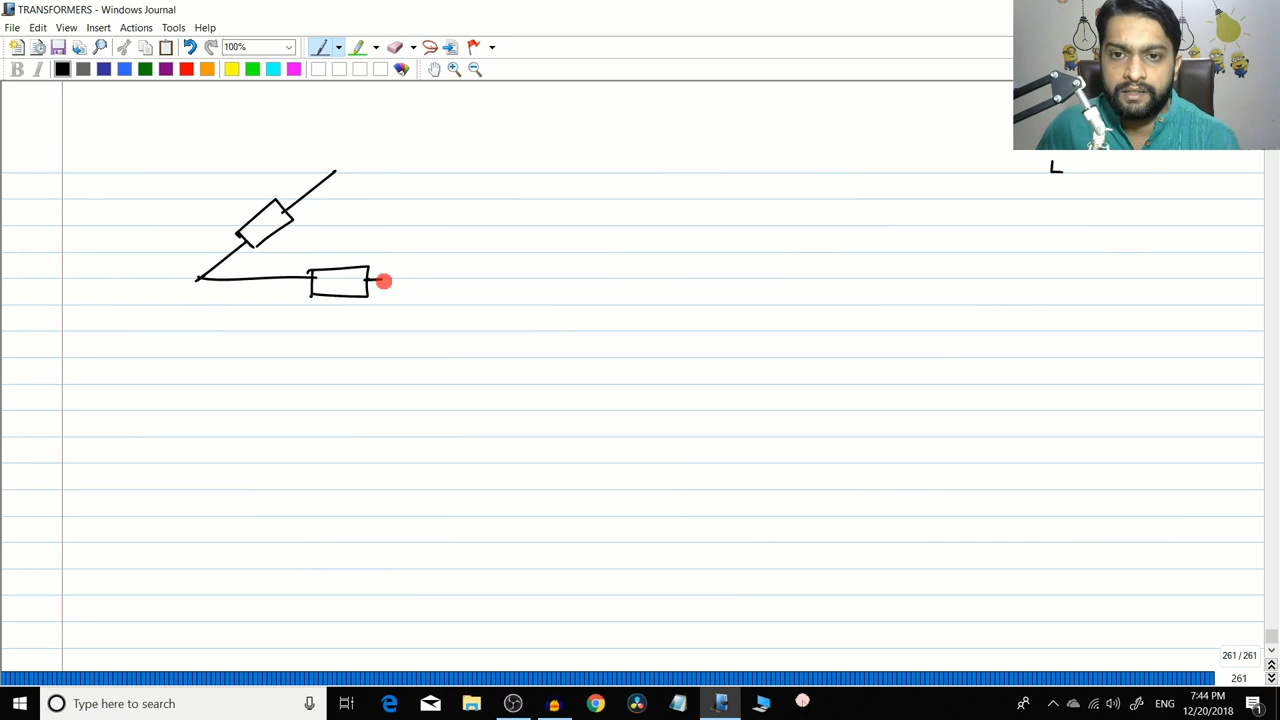 TRANSFORMERS - Windows Journal
File Edit View Insert Actions Tools Help
100%
B I
L
261 / 261
261
Type here to search
7:44 PM
ENG
12/20/2018
1